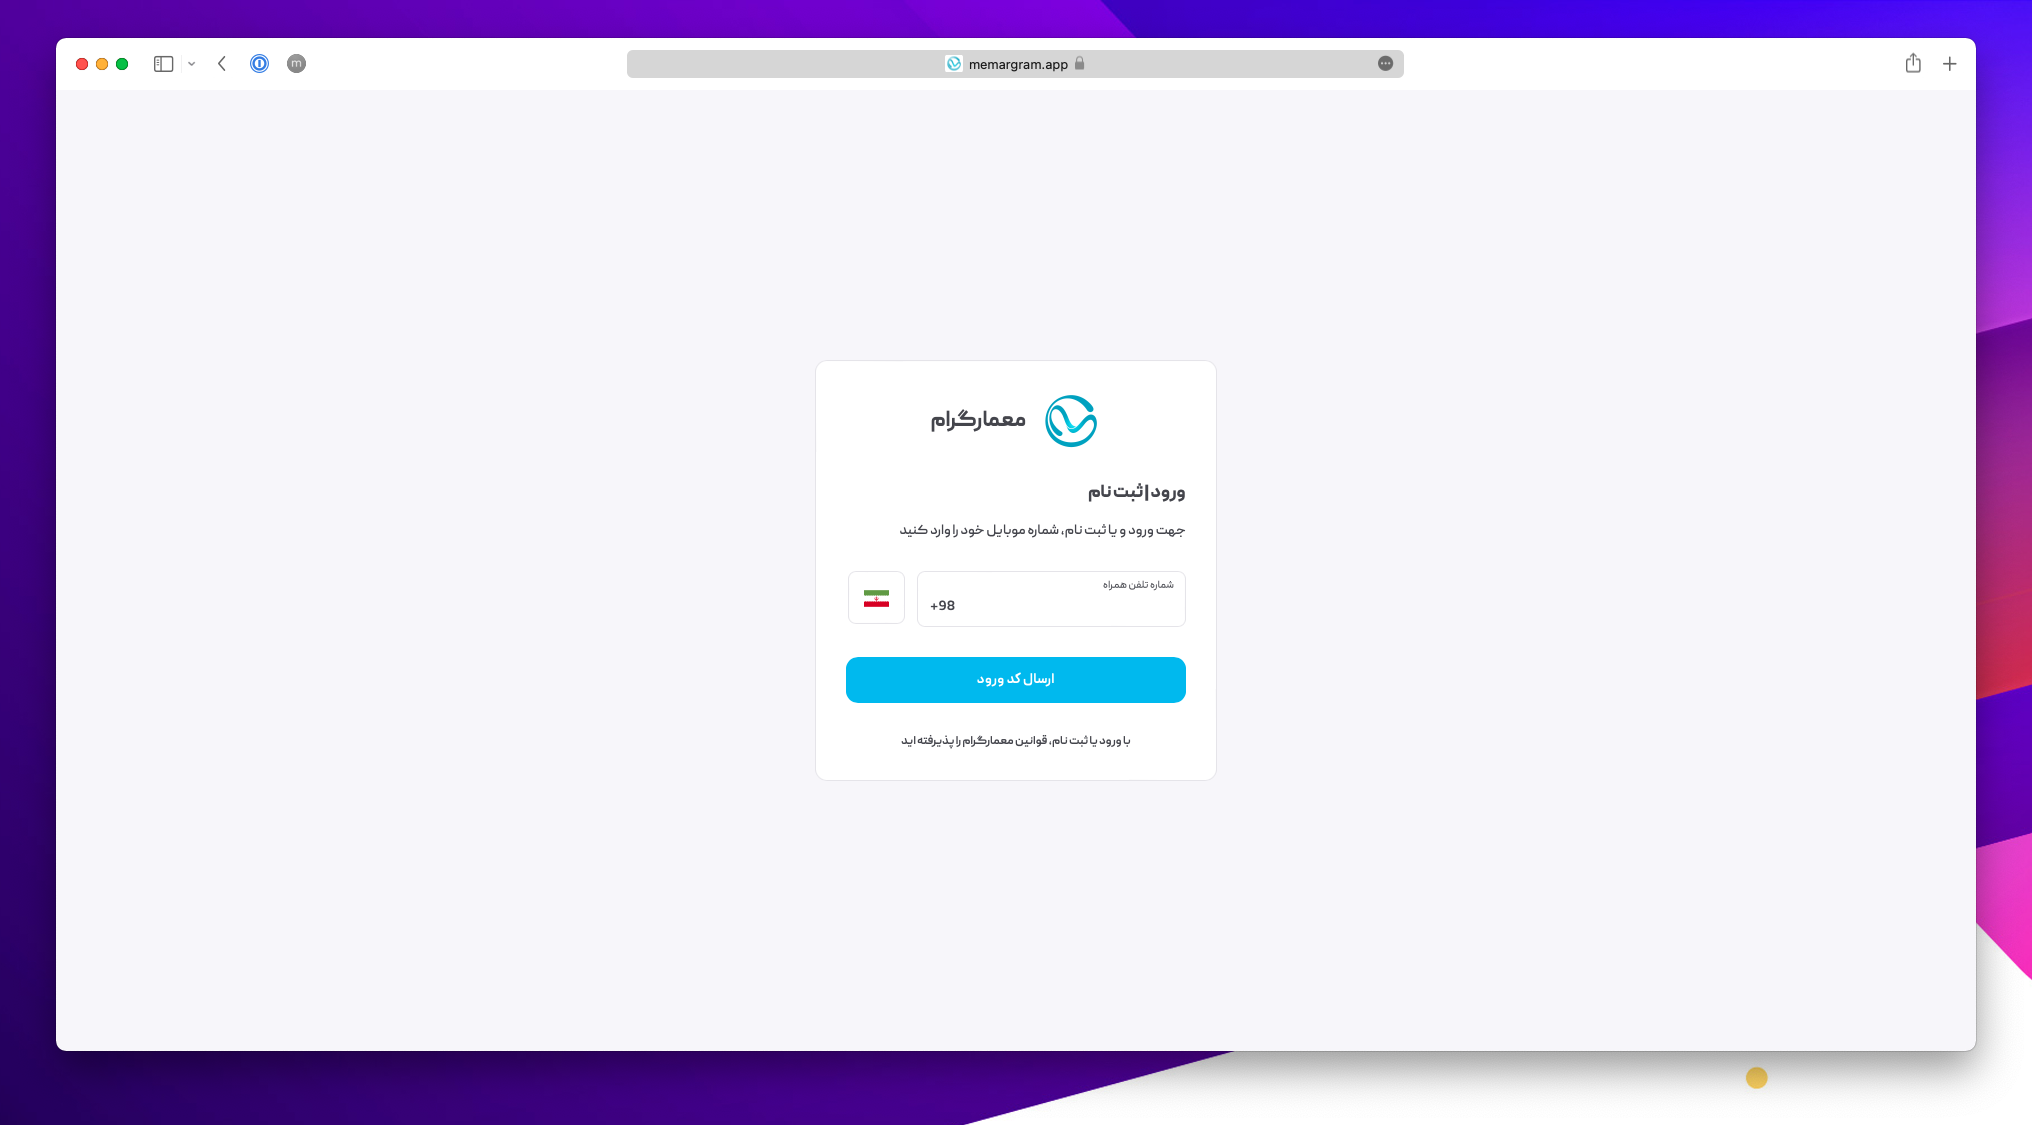 m
memargram.app
معمارگرام
ورود | ثبت نام
جهت ورود و یا ثبت نام، شماره موبایل خود را وارد کنید
شماره تلفن همراه
+98
ارسال کد ورود
با ورود یا ثبت نام، قوانین معمارگرام را پذیرفته اید